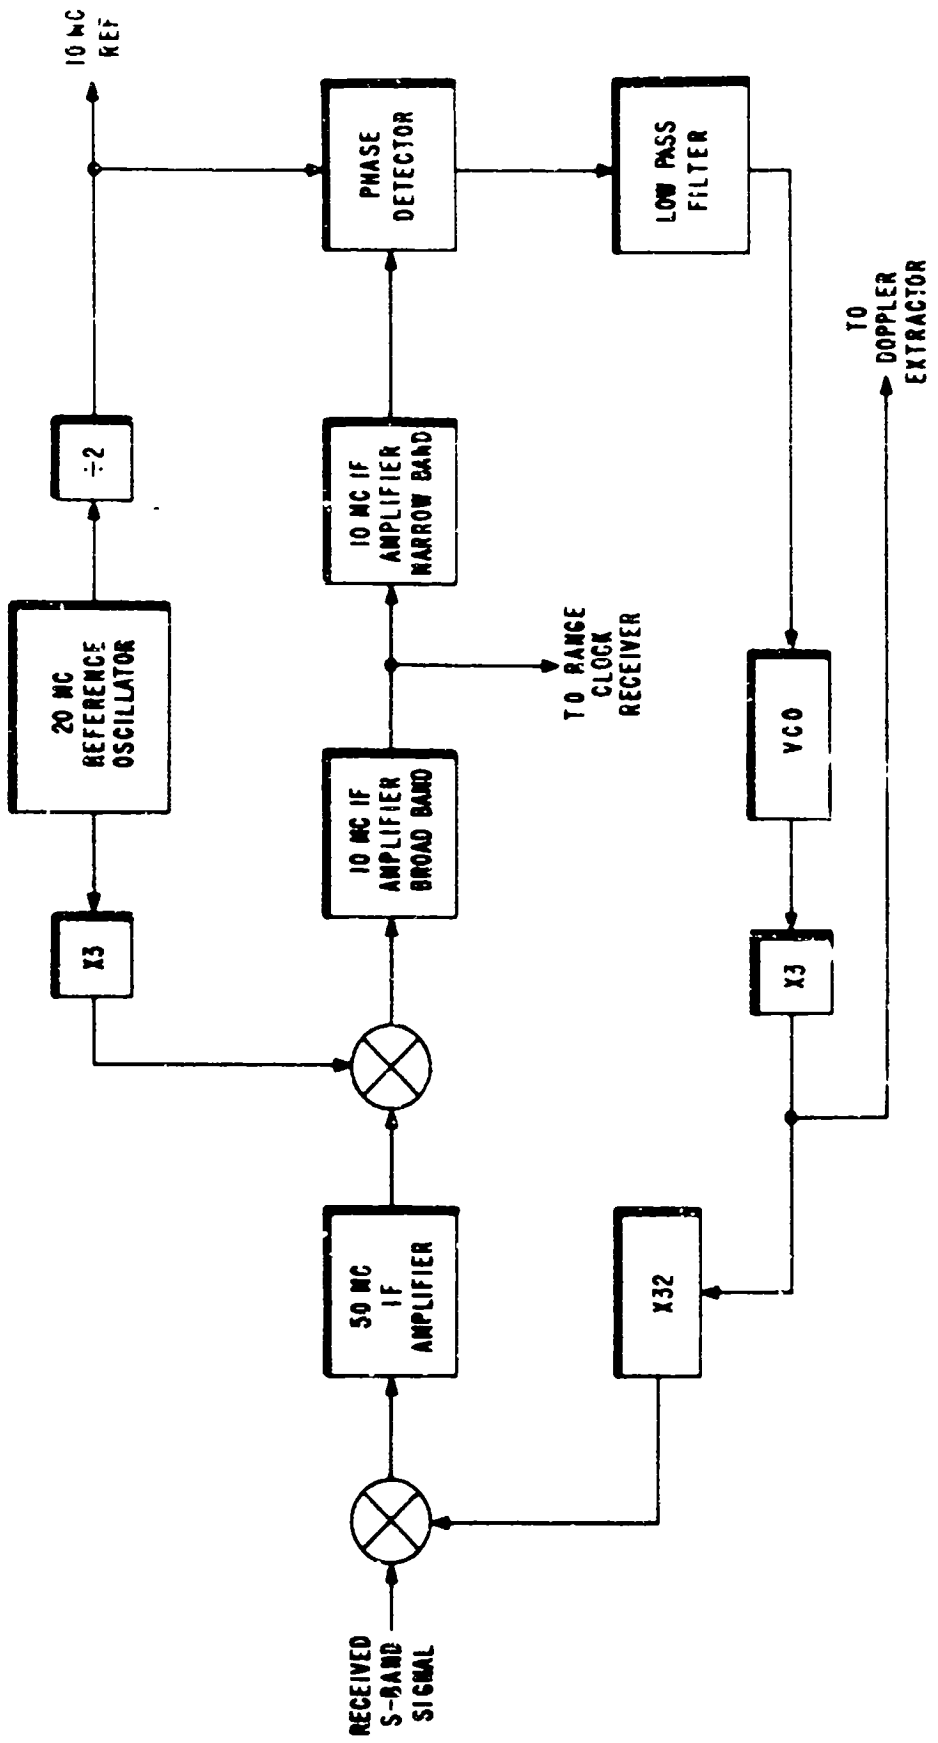 20 MC
REFERENCE
OSCILLATOR
X3
÷2
10 MC
REF
RECEIVED
S-BAND
SIGNAL
50 MC
IF
AMPLIFIER
10 MC IF
AMPLIFIER
BROAD BAND
10 MC IF
AMPLIFIER
NARROW BAND
PHASE
DETECTOR
TO RANGE
CLOCK
RECEIVER
X32
X3
VCO
LOW PASS
FILTER
TO
DOPPLER
EXTRACTOR